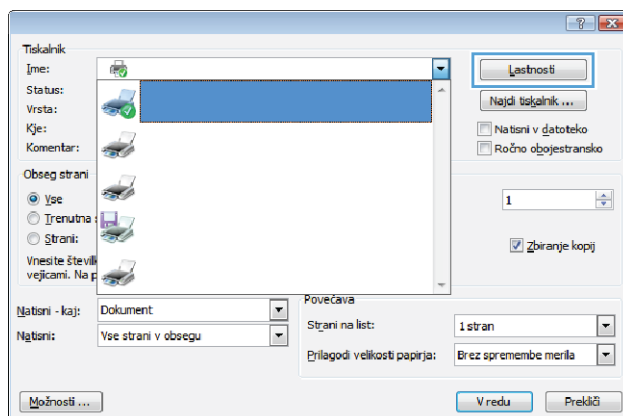 Tiskalnik
Ime:
Lastnosti
Status:
Najdi tiskalnik ...
Vrsta:
Kje:
Natisni v datoteko
Komentar:
Ročno obojestransko
Obseg strani
Vse
1
Trenutna
Strani:
Zbiranje kopij
Vnesite števil
vejicami. Na p
Povečava
Natisni - kaj: Dokument
Strani na list: 1 stran
Natisni: Vse strani v obsegu
Prilagodi velikosti papirja: Brez spremembe merila
Možnosti ...
V redu
Prekliči